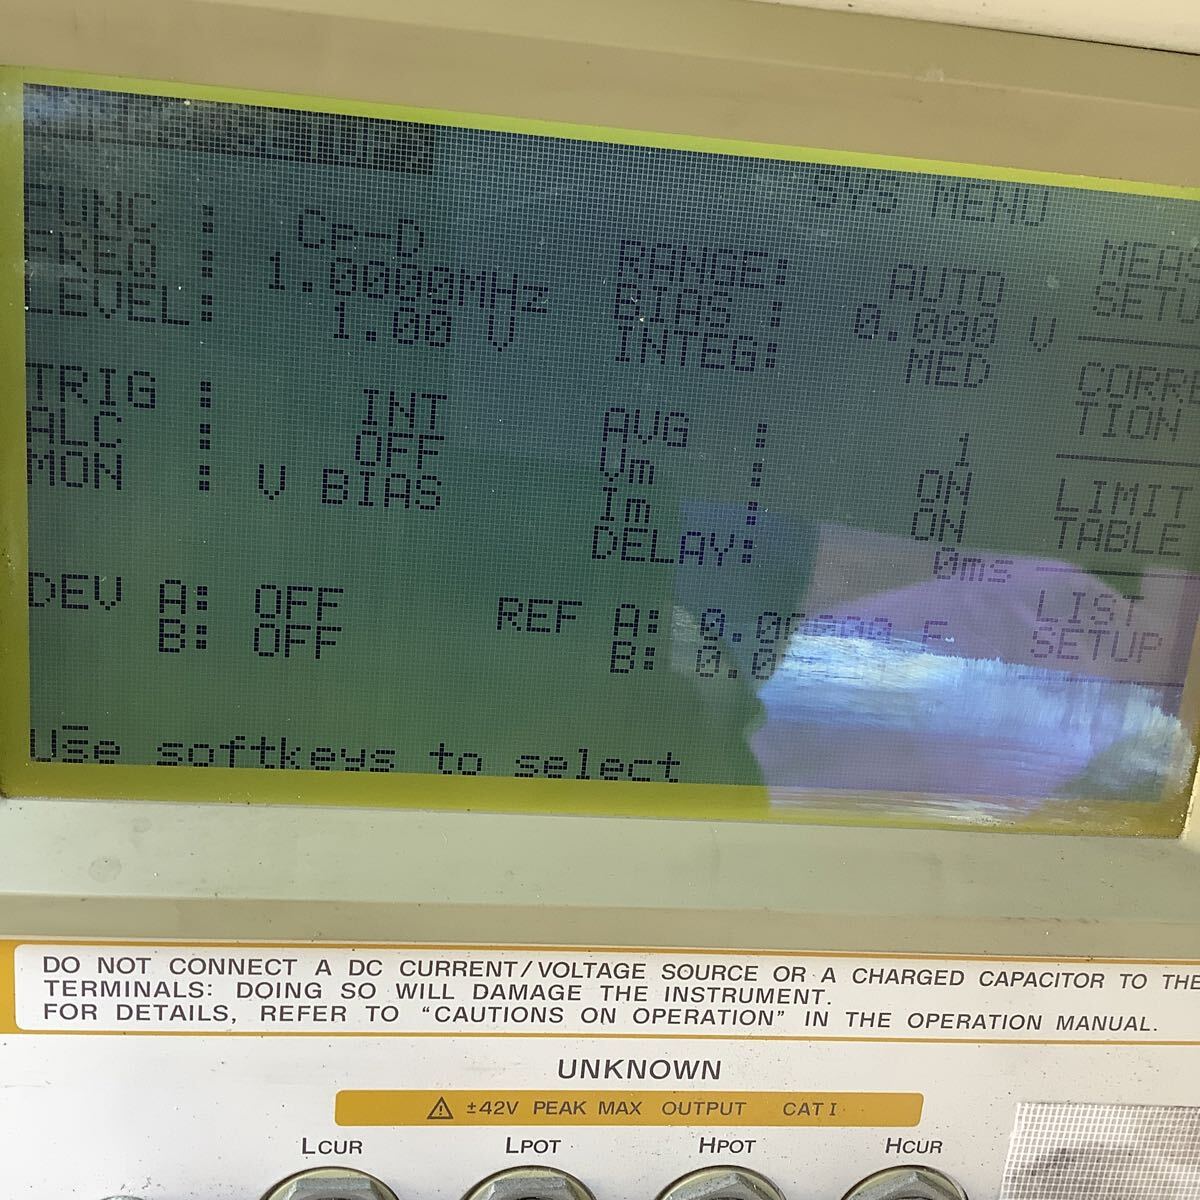 SYS MENU
FUNC : Cp-D RANGE: AUTO
FREQ : 1.0000MHz BIAS : 0.000 V
LEVEL: 1.00 V INTEG: MED
TRIG : INT AVG : 1
ALC : OFF Vm : ON
MON : V BIAS Im : ON
DELAY: 0ms
DEV A: OFF REF A:
B: OFF B:
Use softkeys to select
MEAS
SETU
CORRE
TION
LIMIT
TABLE
LIST
SETUP
DO NOT CONNECT A DC CURRENT/VOLTAGE SOURCE OR A CHARGED CAPACITOR TO THE
TERMINALS: DOING SO WILL DAMAGE THE INSTRUMENT.
FOR DETAILS, REFER TO "CAUTIONS ON OPERATION" IN THE OPERATION MANUAL.
UNKNOWN
⚠ ±42V PEAK MAX OUTPUT CAT I
LCUR LPOT HPOT HCUR